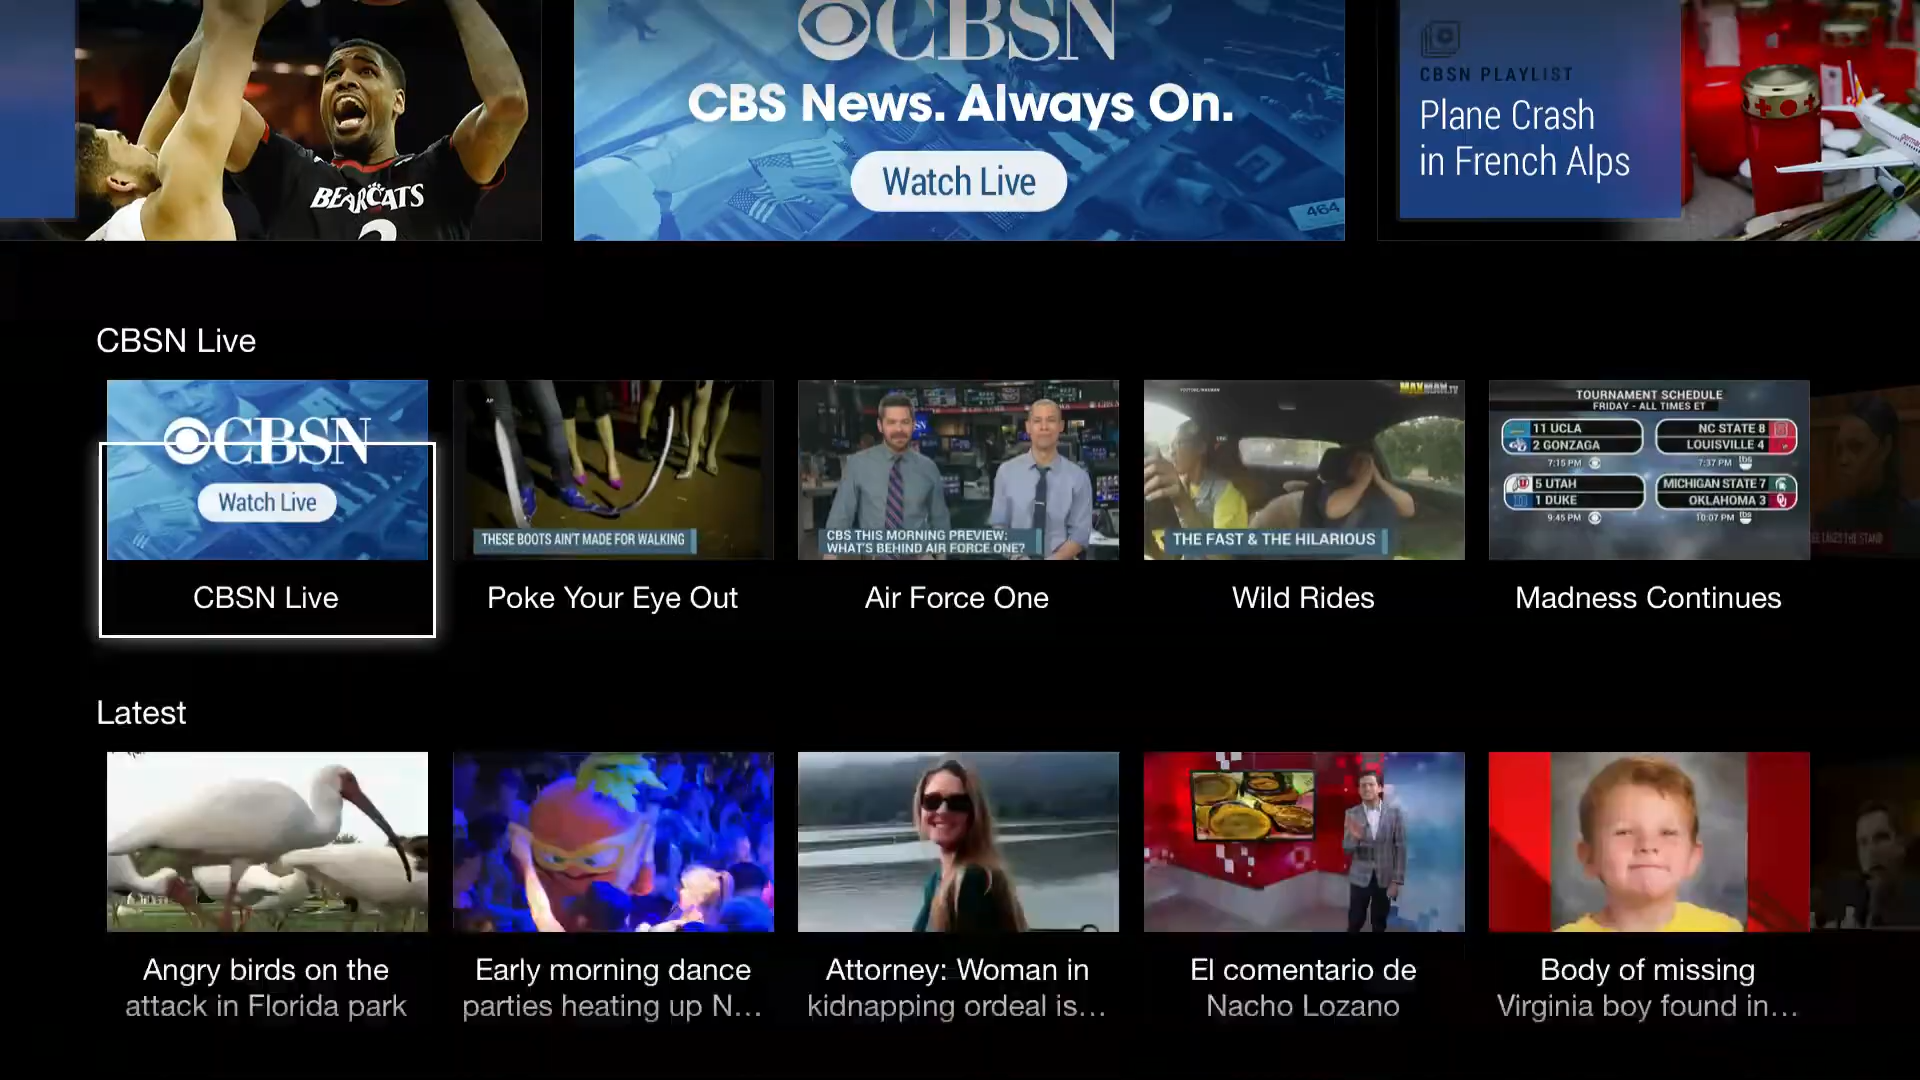 BEARCATS
CBSN
CBS News. Always On.
Watch Live
464
CBSN PLAYLIST
Plane Crash
in French Alps
CBSN Live
CBSN
Watch Live
CBSN Live
AP
THESE BOOTS AIN'T MADE FOR WALKING
Poke Your Eye Out
CBS THIS MORNING PREVIEW:
WHAT'S BEHIND AIR FORCE ONE?
Air Force One
MAXMAN.TV
THE FAST & THE HILARIOUS
Wild Rides
TOURNAMENT SCHEDULE
FRIDAY - ALL TIMES ET
11 UCLA
2 GONZAGA
7:15 PM
NC STATE 8
LOUISVILLE 4
7:37 PM tbs
5 UTAH
1 DUKE
9:45 PM
MICHIGAN STATE 7
OKLAHOMA 3
10:07 PM tbs
Madness Continues
Latest
Angry birds on the
attack in Florida park
Early morning dance
parties heating up N...
Attorney: Woman in
kidnapping ordeal is...
El comentario de
Nacho Lozano
Body of missing
Virginia boy found in...